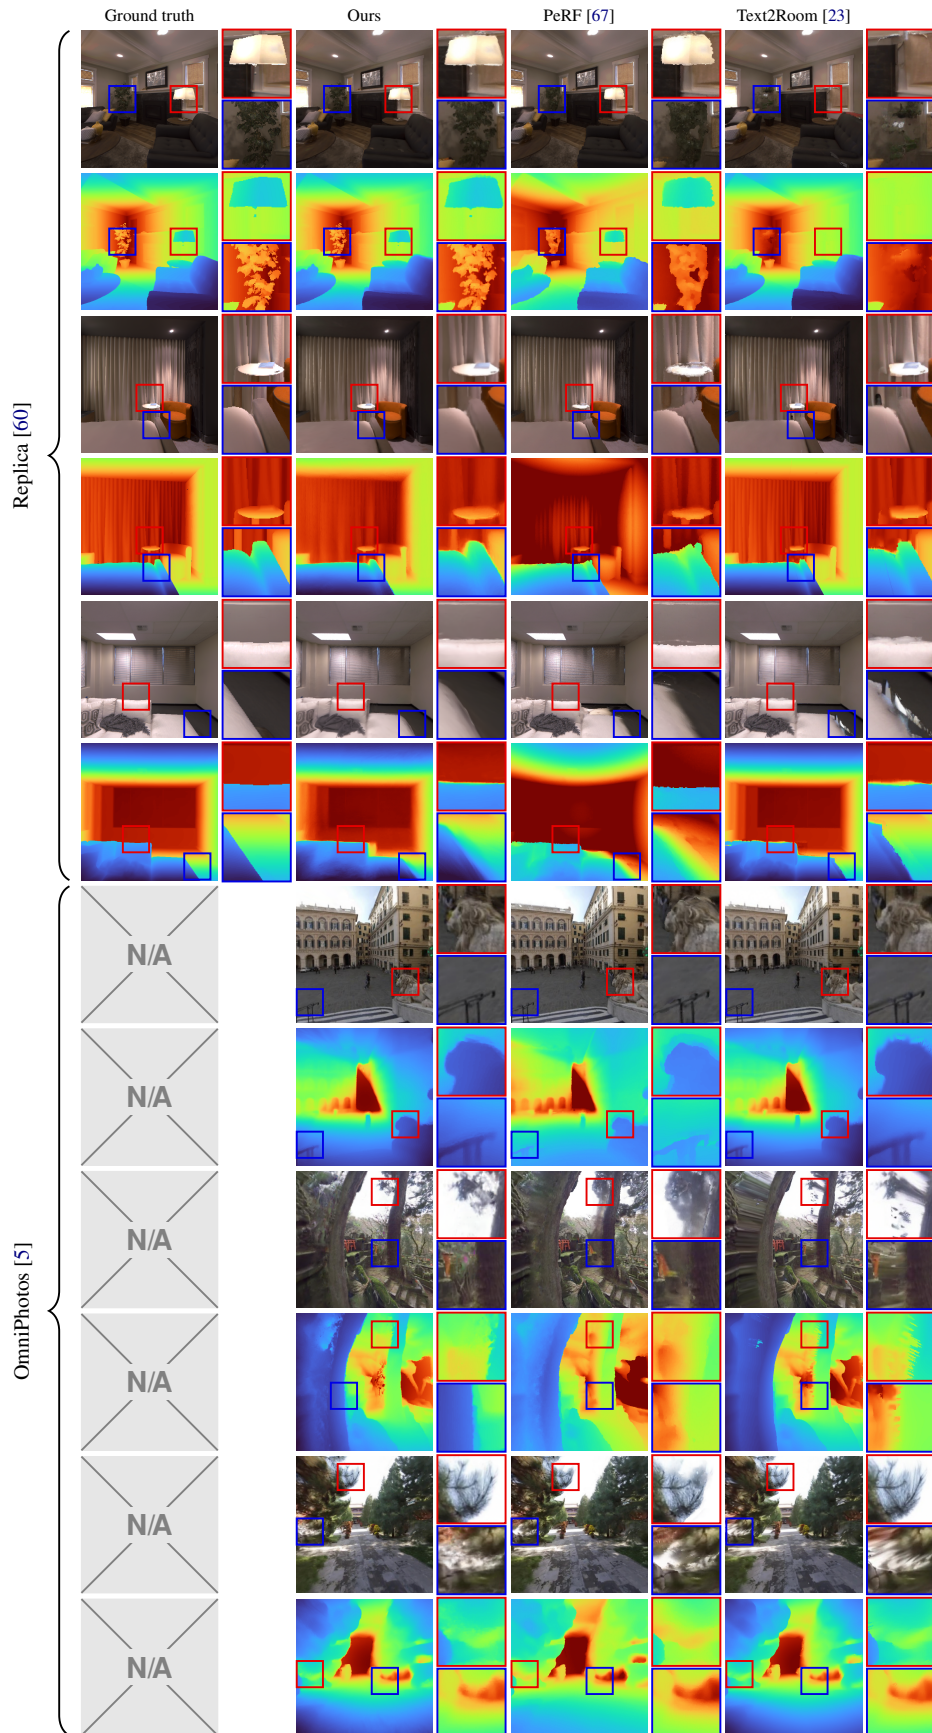 Ground truth
Ours
PeRF [67]
Text2Room [23]
Replica [60]
OmniPhotos [5]
N/A
N/A
N/A
N/A
N/A
N/A